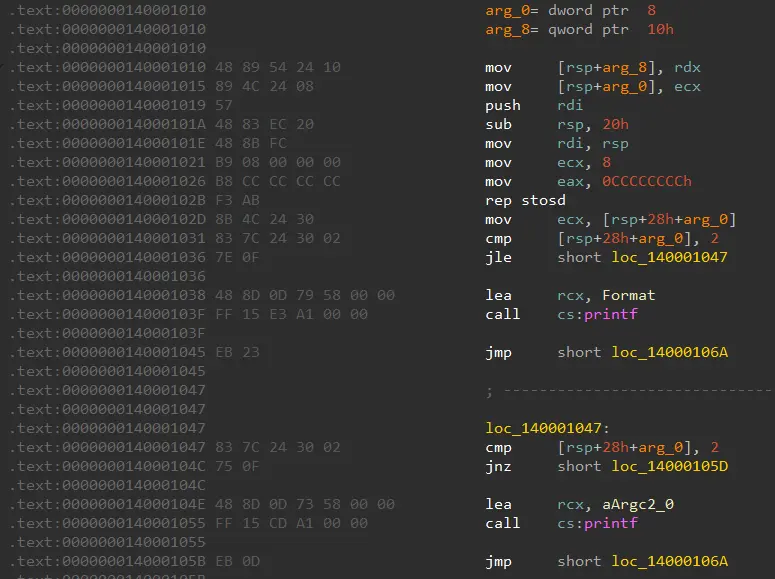 .text:0000000140001010 arg_0= dword ptr  8
.text:0000000140001010 arg_8= qword ptr  10h
.text:0000000140001010
.text:0000000140001010 48 89 54 24 10 mov [rsp+arg_8], rdx
.text:0000000140001015 89 4C 24 08 mov [rsp+arg_0], ecx
.text:0000000140001019 57 push rdi
.text:000000014000101A 48 83 EC 20 sub rsp, 20h
.text:000000014000101E 48 8B FC mov rdi, rsp
.text:0000000140001021 B9 08 00 00 00 mov ecx, 8
.text:0000000140001026 B8 CC CC CC CC mov eax, 0CCCCCCCCh
.text:000000014000102B F3 AB rep stosd
.text:000000014000102D 8B 4C 24 30 mov ecx, [rsp+28h+arg_0]
.text:0000000140001031 83 7C 24 30 02 cmp [rsp+28h+arg_0], 2
.text:0000000140001036 7E 0F jle short loc_140001047
.text:0000000140001036
.text:0000000140001038 48 8D 0D 79 58 00 00 lea rcx, Format
.text:000000014000103F FF 15 E3 A1 00 00 call cs:printf
.text:000000014000103F
.text:0000000140001045 EB 23 jmp short loc_14000106A
.text:0000000140001045
.text:0000000140001047 ; ------------------------------
.text:0000000140001047
.text:0000000140001047 loc_140001047:
.text:0000000140001047 83 7C 24 30 02 cmp [rsp+28h+arg_0], 2
.text:000000014000104C 75 0F jnz short loc_14000105D
.text:000000014000104C
.text:000000014000104E 48 8D 0D 73 58 00 00 lea rcx, aArgc2_0
.text:0000000140001055 FF 15 CD A1 00 00 call cs:printf
.text:0000000140001055
.text:000000014000105B EB 0D jmp short loc_14000106A